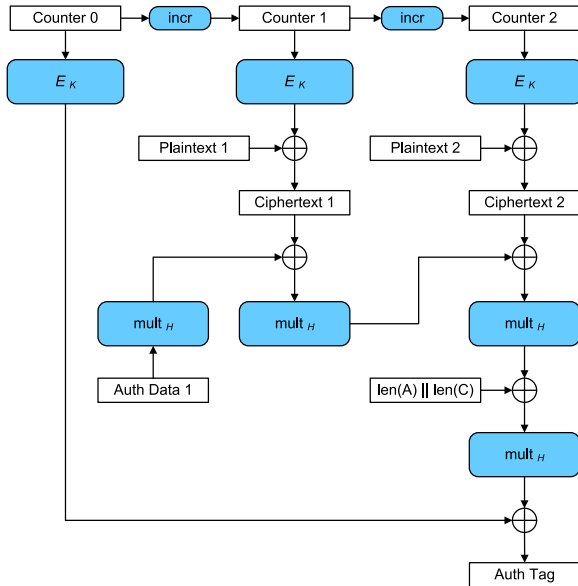 Counter 0
incr
Counter 1
incr
Counter 2
E K
E K
E K
Plaintext 1
Plaintext 2
Ciphertext 1
Ciphertext 2
mult H
mult H
mult H
Auth Data 1
len(A) || len(C)
mult H
Auth Tag